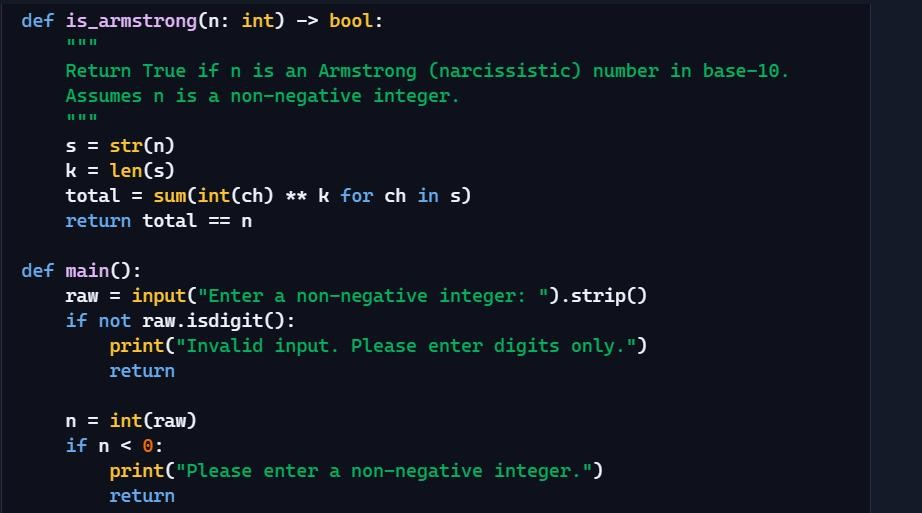 def is_armstrong(n: int) -> bool:
    """
    Return True if n is an Armstrong (narcissistic) number in base-10.
    Assumes n is a non-negative integer.
    """
    s = str(n)
    k = len(s)
    total = sum(int(ch) ** k for ch in s)
    return total == n

def main():
    raw = input("Enter a non-negative integer: ").strip()
    if not raw.isdigit():
        print("Invalid input. Please enter digits only.")
        return

    n = int(raw)
    if n < 0:
        print("Please enter a non-negative integer.")
        return